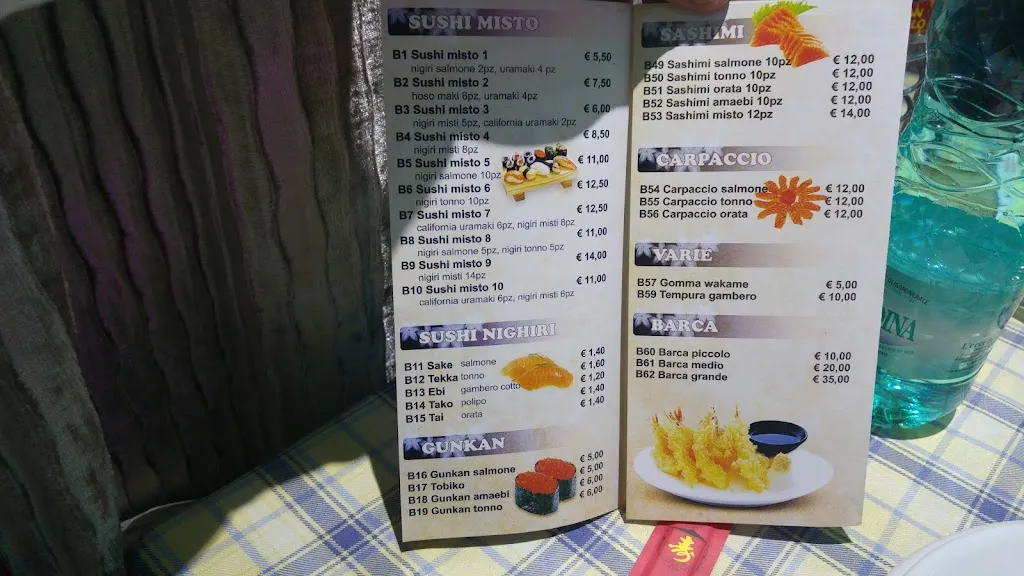 SUSHI MISTO
B1 Sushi misto 1 € 5,50
nigiri salmone 2pz, uramaki 4 pz
B2 Sushi misto 2 € 7,50
hoso maki 6pz, uramaki 4pz
B3 Sushi misto 3 € 6,00
nigiri misti 5pz, california uramaki 2pz
B4 Sushi misto 4 € 8,50
nigiri misti 8pz
B5 Sushi misto 5 € 11,00
nigiri salmone 10pz
B6 Sushi misto 6 € 12,50
nigiri tonno 10pz
B7 Sushi misto 7 € 12,50
california uramaki 6pz, nigiri misti 8pz
B8 Sushi misto 8 € 11,00
nigiri salmone 5pz, nigiri tonno 5pz
B9 Sushi misto 9 € 14,00
nigiri misti 14pz
B10 Sushi misto 10 € 11,00
california uramaki 6pz, nigiri misti 6pz
SUSHI NIGHIRI
B11 Sake salmone € 1,40
B12 Tekka tonno € 1,60
B13 Ebi gambero cotto € 1,20
B14 Tako polipo € 1,40
B15 Tai orata € 1,40
GUNKAN
B16 Gunkan salmone € 5,00
B17 Tobiko € 5,00
B18 Gunkan amaebi € 6,00
B19 Gunkan tonno € 6,00
SASHIMI
B49 Sashimi salmone 10pz € 12,00
B50 Sashimi tonno 10pz € 12,00
B51 Sashimi orata 10pz € 12,00
B52 Sashimi amaebi 10pz € 12,00
B53 Sashimi misto 12pz € 14,00
CARPACCIO
B54 Carpaccio salmone € 12,00
B55 Carpaccio tonno € 12,00
B56 Carpaccio orata € 12,00
VARIE
B57 Gomma wakame € 5,00
B59 Tempura gambero € 10,00
BARCA
B60 Barca piccolo € 10,00
B61 Barca medio € 20,00
B62 Barca grande € 35,00